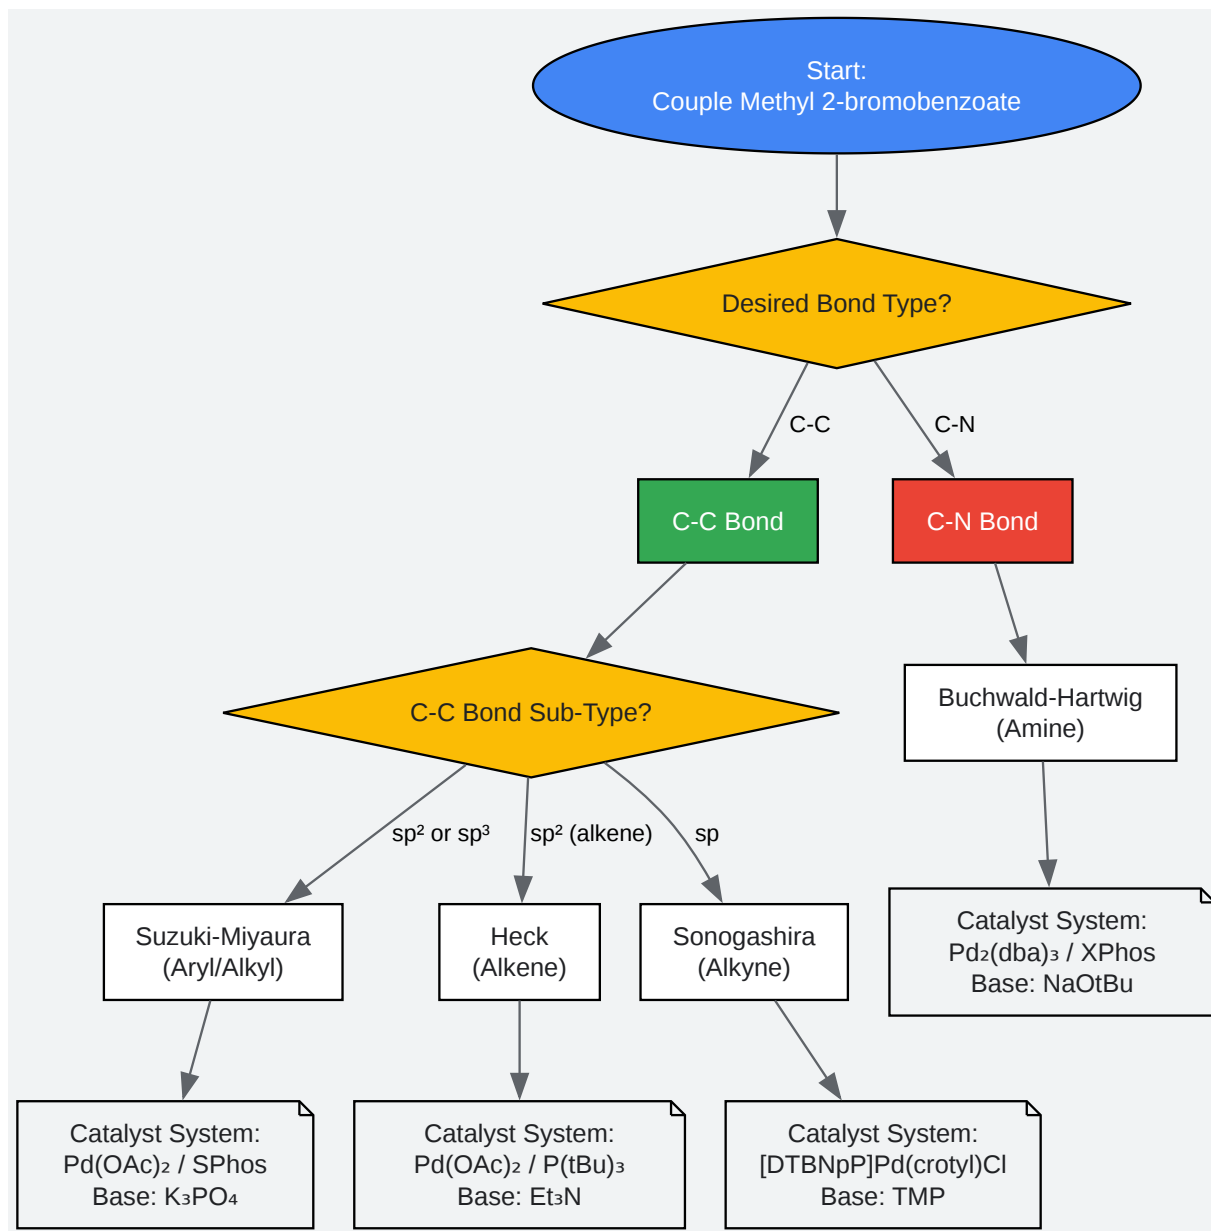 Start:
Couple Methyl 2-bromobenzoate
Desired Bond Type?
C-C
C-N
C-C Bond
C-N Bond
C-C Bond Sub-Type?
Buchwald-Hartwig
(Amine)
sp² or sp³
sp² (alkene)
sp
Suzuki-Miyaura
(Aryl/Alkyl)
Heck
(Alkene)
Sonogashira
(Alkyne)
Catalyst System:
Pd₂(dba)₃ / XPhos
Base: NaOtBu
Catalyst System:
Pd(OAc)₂ / SPhos
Base: K₃PO₄
Catalyst System:
Pd(OAc)₂ / P(tBu)₃
Base: Et₃N
Catalyst System:
[DTBNpP]Pd(crotyl)Cl
Base: TMP